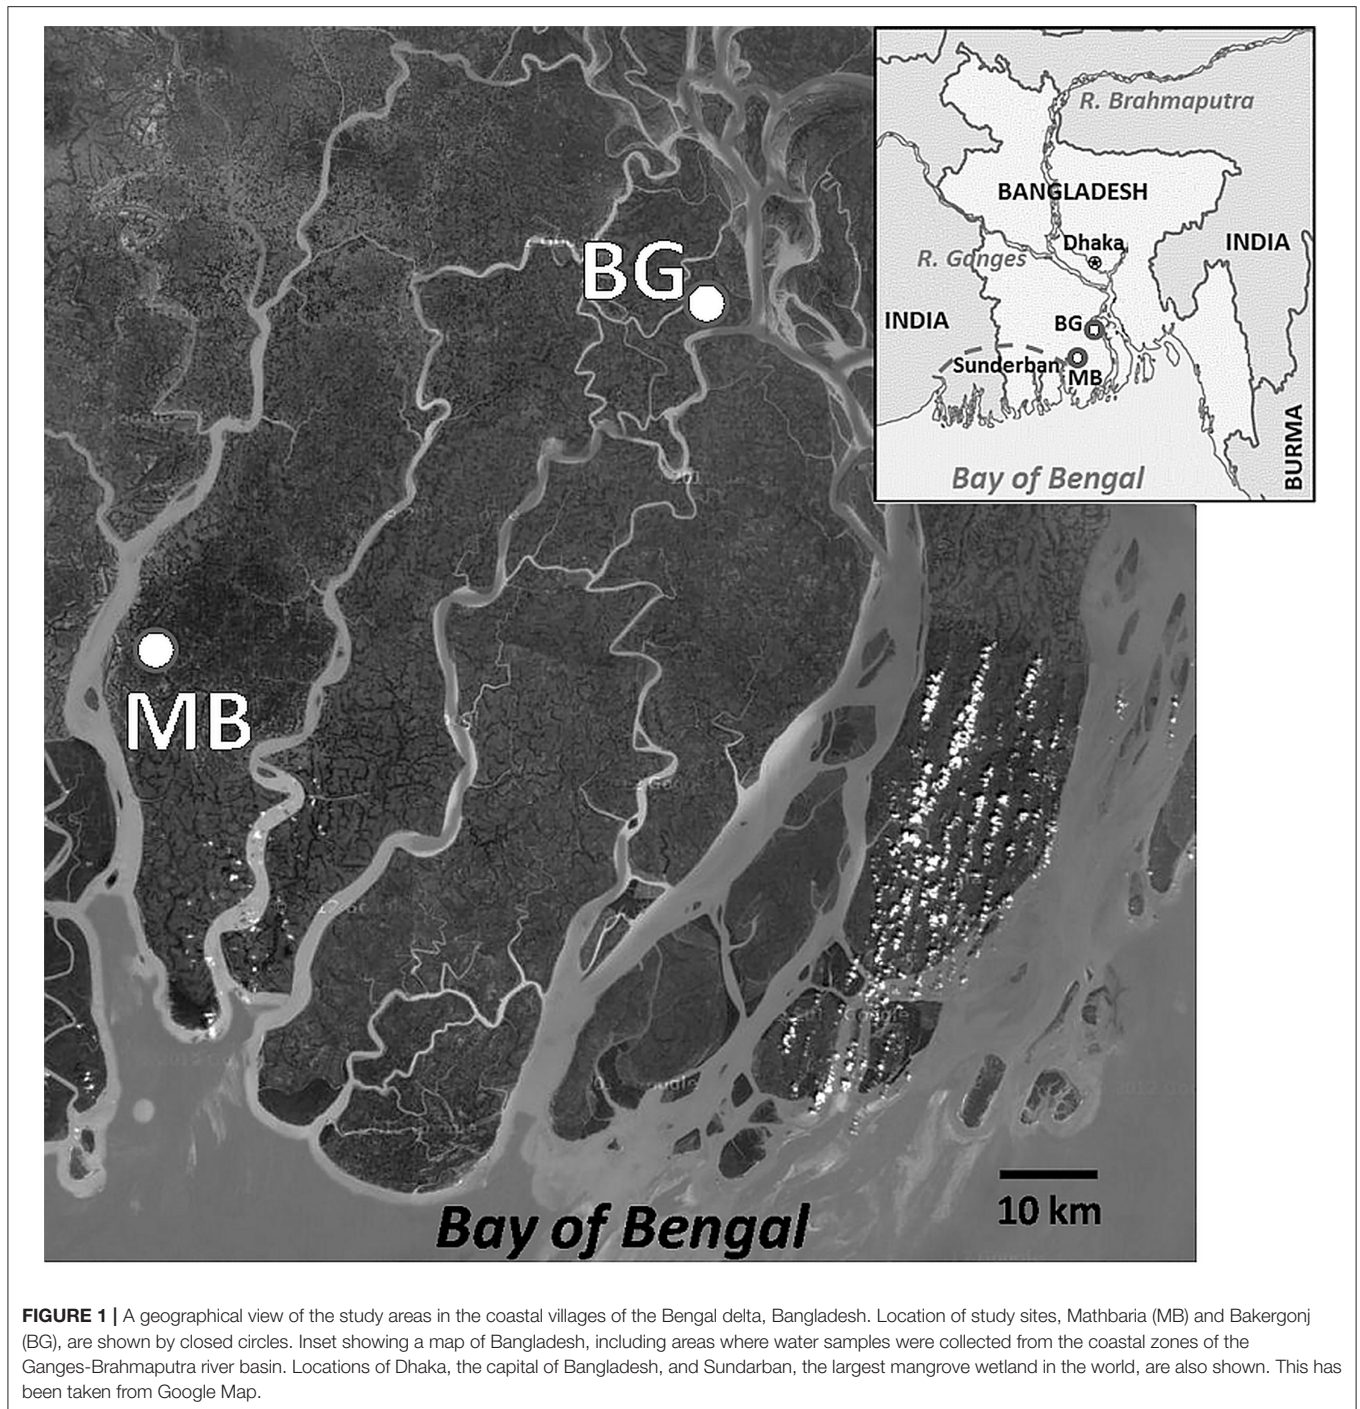 R. Brahmaputra
BANGLADESH
Dhaka
INDIA
R. Ganges
BG
INDIA
BG
Sunderban
MB
BURMA
Bay of Bengal
MB
10 km
Bay of Bengal
FIGURE 1 | A geographical view of the study areas in the coastal villages of the Bengal delta, Bangladesh. Location of study sites, Mathbaria (MB) and Bakergonj
(BG), are shown by closed circles. Inset showing a map of Bangladesh, including areas where water samples were collected from the coastal zones of the
Ganges-Brahmaputra river basin. Locations of Dhaka, the capital of Bangladesh, and Sundarban, the largest mangrove wetland in the world, are also shown. This has
been taken from Google Map.